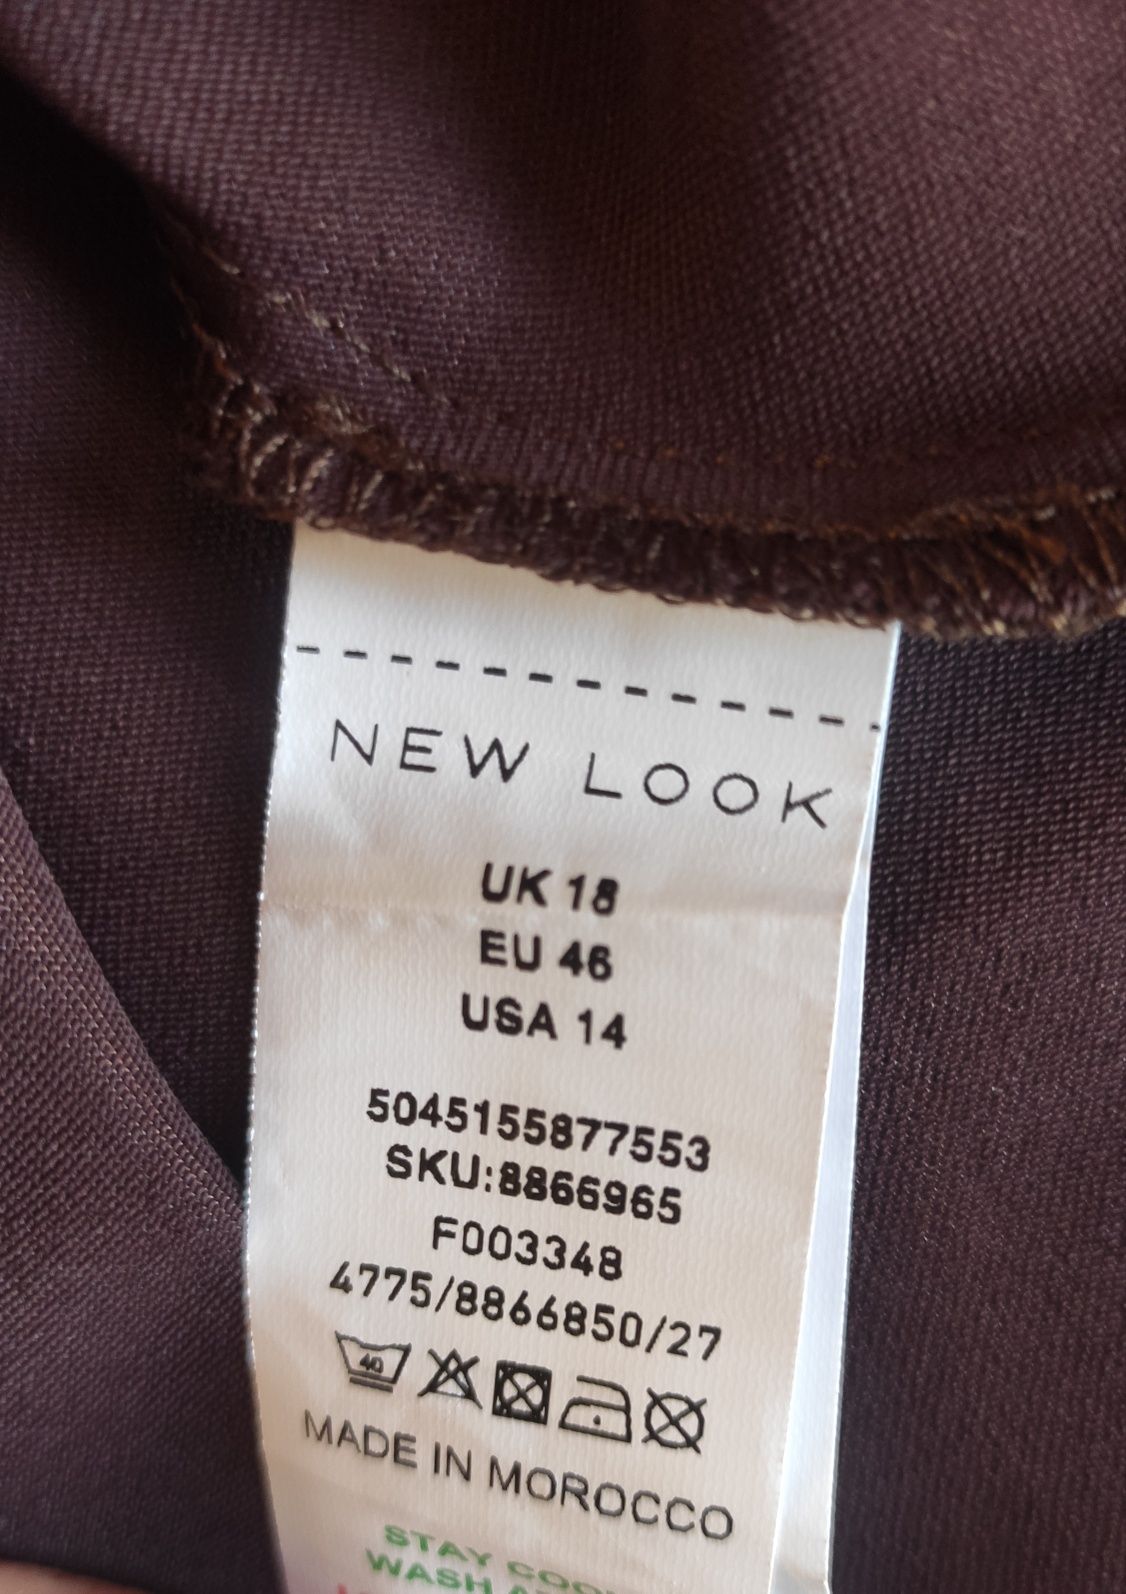 NEW LOOK
UK 18
EU 46
USA 14
5045155877553
SKU:8866965
F003348
4775/8866850/27
40
MADE IN MOROCCO
STAY
WASH